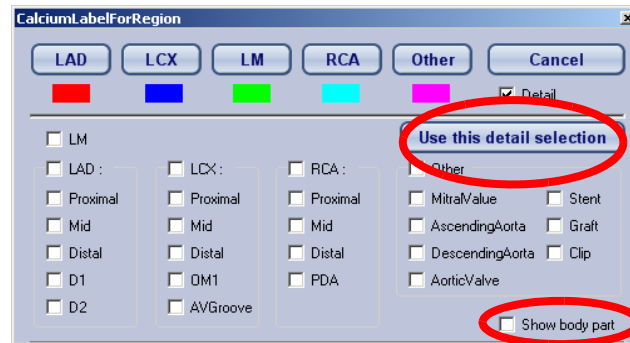 CalciumLabelForRegion
LAD LCX LM RCA Other Cancel
Detail
LM Use this detail selection
LAD : LCX : RCA : Other
Proximal Proximal Proximal MitralValue Stent
Mid Mid Mid AscendingAorta Graft
Distal Distal Distal DescendingAorta Clip
D1 OM1 PDA AorticValve
D2 AVGroove
Show body part